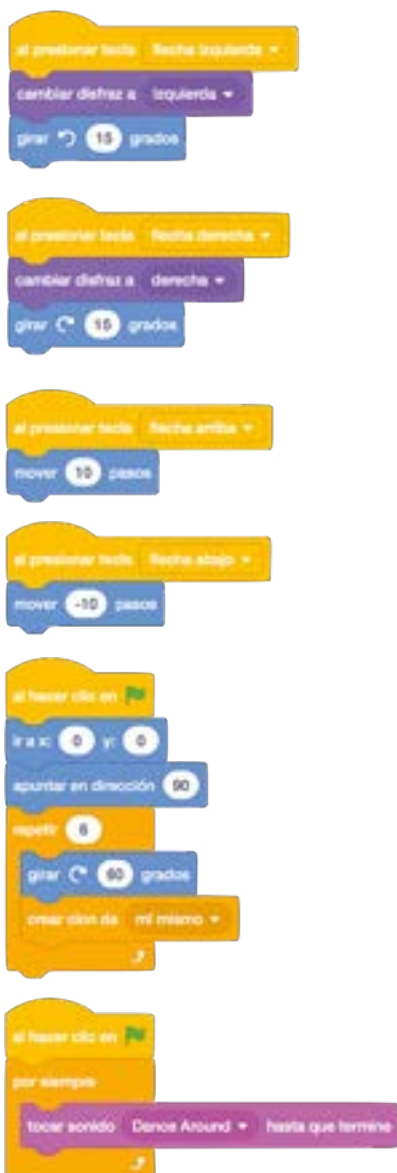 al presionar tecla flecha izquierda
cambiar disfraz a izquierda
girar 15 grados
al presionar tecla flecha derecha
cambiar disfraz a derecha
girar 15 grados
al presionar tecla flecha arriba
mover 10 pasos
al presionar tecla flecha abajo
mover -10 pasos
al hacer clic en
ir a x: 0 y: 0
apuntar en dirección 90
repetir 6
girar 60 grados
crear clon de mí mismo
al hacer clic en
por siempre
tocar sonido Dance Around hasta que termine